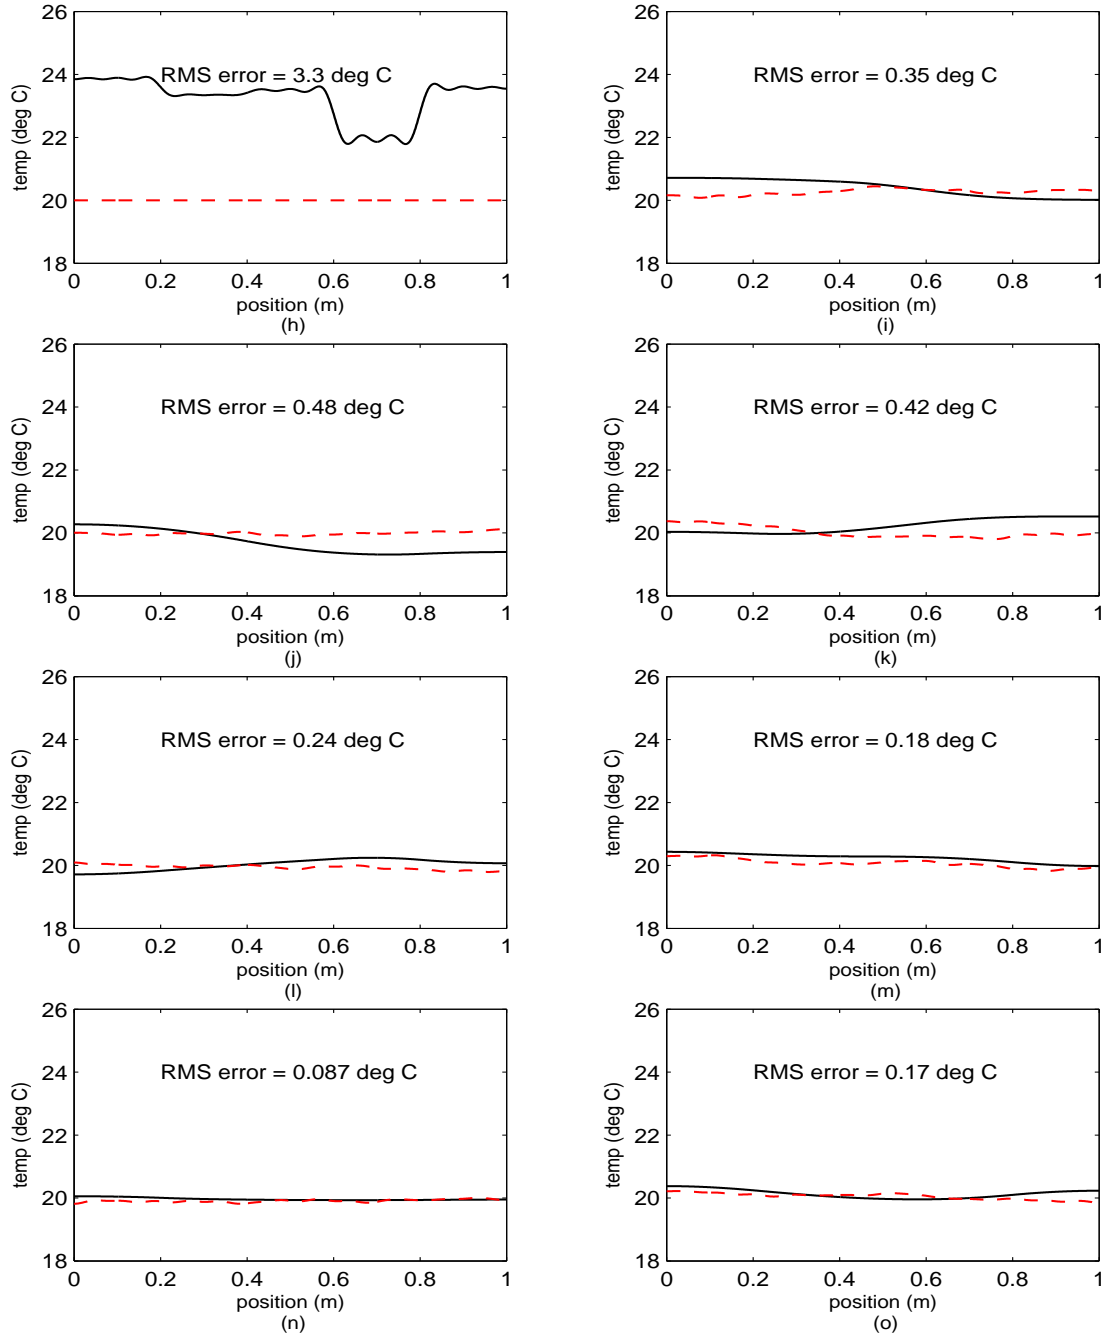 26
24
22
20
18
temp (deg C)
RMS error = 3.3 deg C
0 0.2 0.4 0.6 0.8 1
position (m)
(h)
26
24
22
20
18
temp (deg C)
RMS error = 0.35 deg C
0 0.2 0.4 0.6 0.8 1
position (m)
(i)
26
24
22
20
18
temp (deg C)
RMS error = 0.48 deg C
0 0.2 0.4 0.6 0.8 1
position (m)
(j)
26
24
22
20
18
temp (deg C)
RMS error = 0.42 deg C
0 0.2 0.4 0.6 0.8 1
position (m)
(k)
26
24
22
20
18
temp (deg C)
RMS error = 0.24 deg C
0 0.2 0.4 0.6 0.8 1
position (m)
(l)
26
24
22
20
18
temp (deg C)
RMS error = 0.18 deg C
0 0.2 0.4 0.6 0.8 1
position (m)
(m)
26
24
22
20
18
temp (deg C)
RMS error = 0.087 deg C
0 0.2 0.4 0.6 0.8 1
position (m)
(n)
26
24
22
20
18
temp (deg C)
RMS error = 0.17 deg C
0 0.2 0.4 0.6 0.8 1
position (m)
(o)